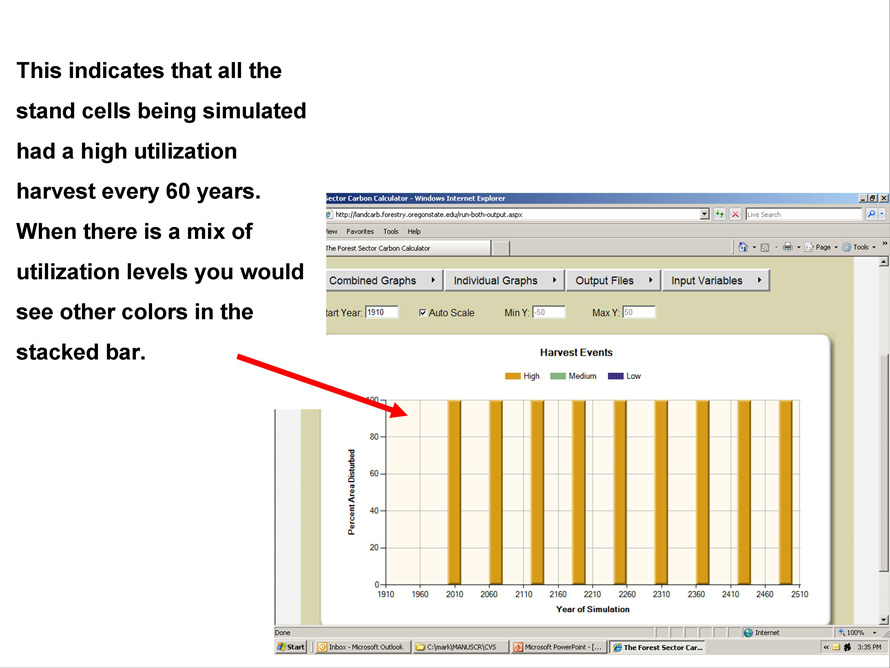 This indicates that all the
stand cells being simulated
had a high utilization
harvest every 60 years.
When there is a mix of
utilization levels you would
see other colors in the
stacked bar.
Sector Carbon Calculator - Windows Internet Explorer
http://landcarb.forestry.oregonstate.edu/run-both-output.aspx
Live Search
View Favorites Tools Help
The Forest Sector Carbon Calculator
Page Tools »
Combined Graphs Individual Graphs Output Files Input Variables
tart Year: 1910 Auto Scale Min Y: -50 Max Y: 50
Harvest Events
High Medium Low
100
80
60
40
20
0
Percent Area Disturbed
1910 1960 2010 2060 2110 2160 2210 2260 2310 2360 2410 2460 2510
Year of Simulation
Done Internet 100%
Start Inbox - Microsoft Outlook C:\mark\MANUSCR\CVS Microsoft PowerPoint - [... The Forest Sector Car... « 3:35 PM